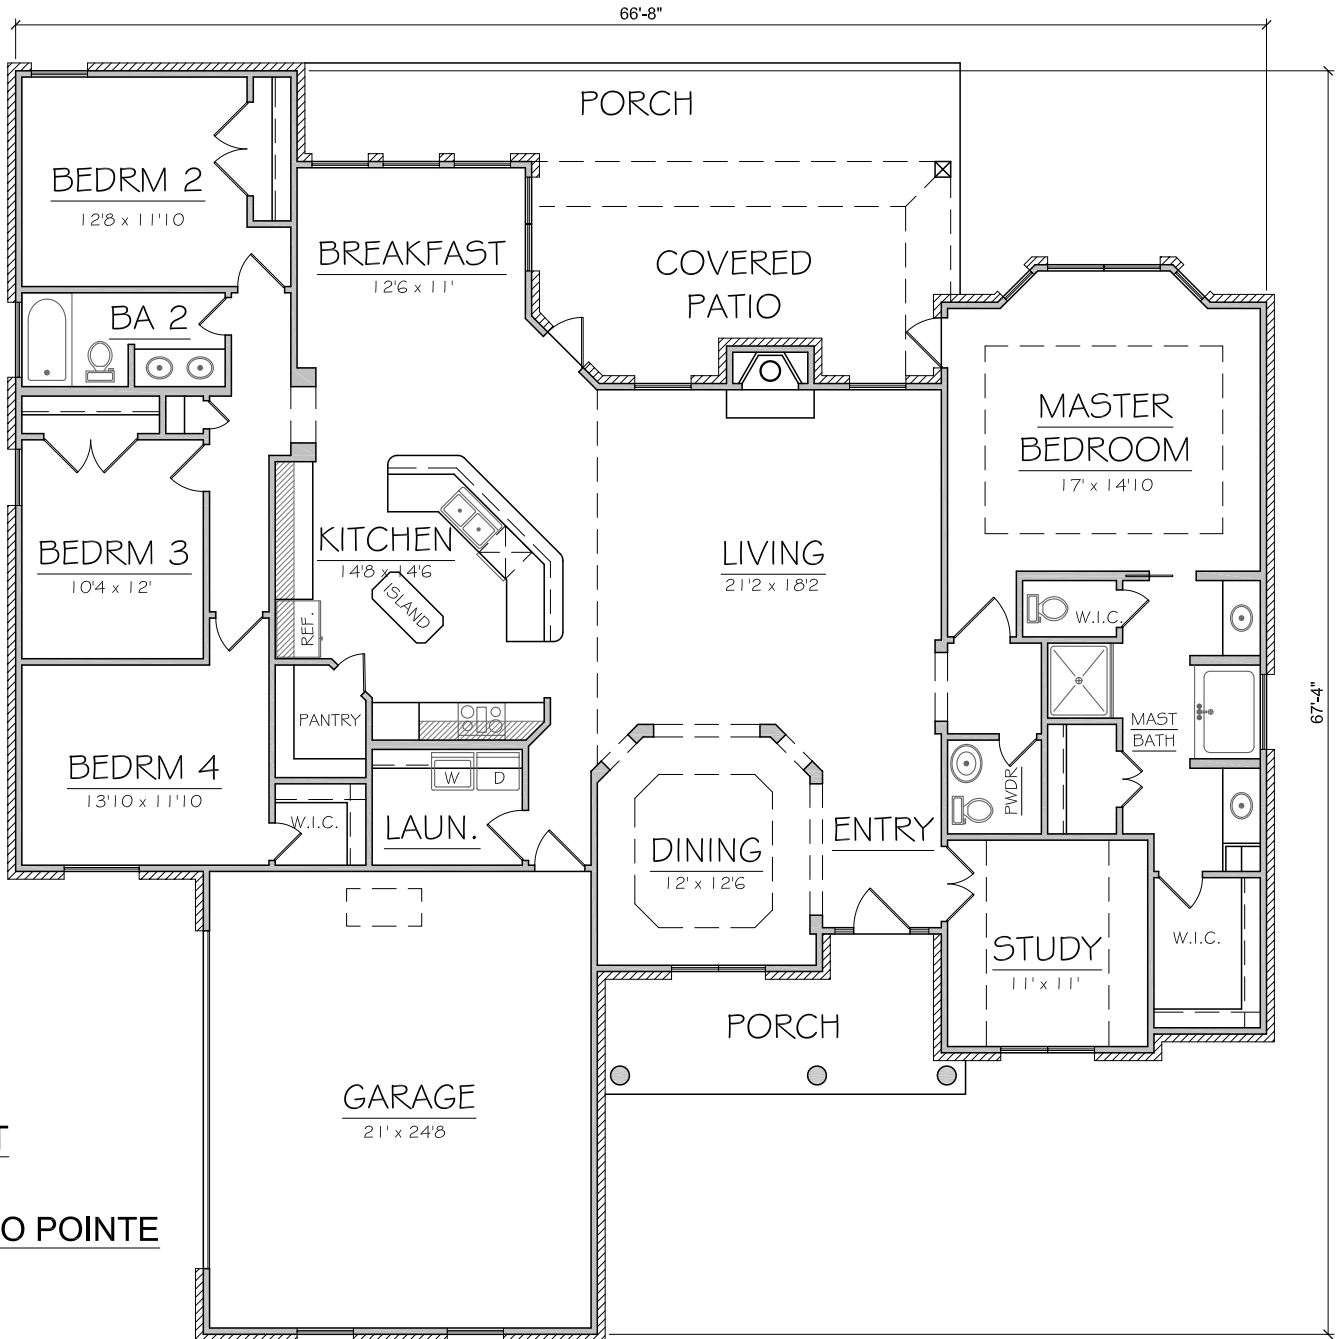 66'-8"
PORCH
BEDRM 2
12'8 x 11'10
BREAKFAST
12'6 x 11'
COVERED
PATIO
BA 2
MASTER
BEDROOM
17' x 14'10
KITCHEN
14'8 x 14'6
ISLAND
REF.
BEDRM 3
10'4 x 12'
LIVING
21'2 x 18'2
W.I.C.
67'-4"
PANTRY
MAST
BATH
BEDRM 4
13'10 x 11'10
W
D
W.I.C.
LAUN.
PWDR
ENTRY
DINING
12' x 12'6
STUDY
11' x 11'
W.I.C.
PORCH
GARAGE
21' x 24'8
T
O POINTE